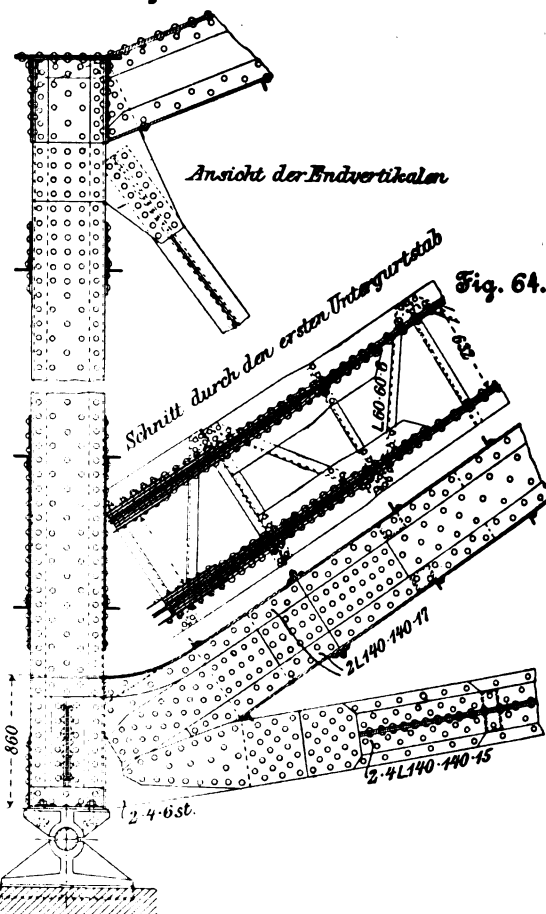 Ansicht der Endvertikalen
Fig. 64.
Schnitt durch den ersten Untergurtstab
632
L60·60·8
2L140·140·17
860
2·4L140·140·15
2·4·6st.